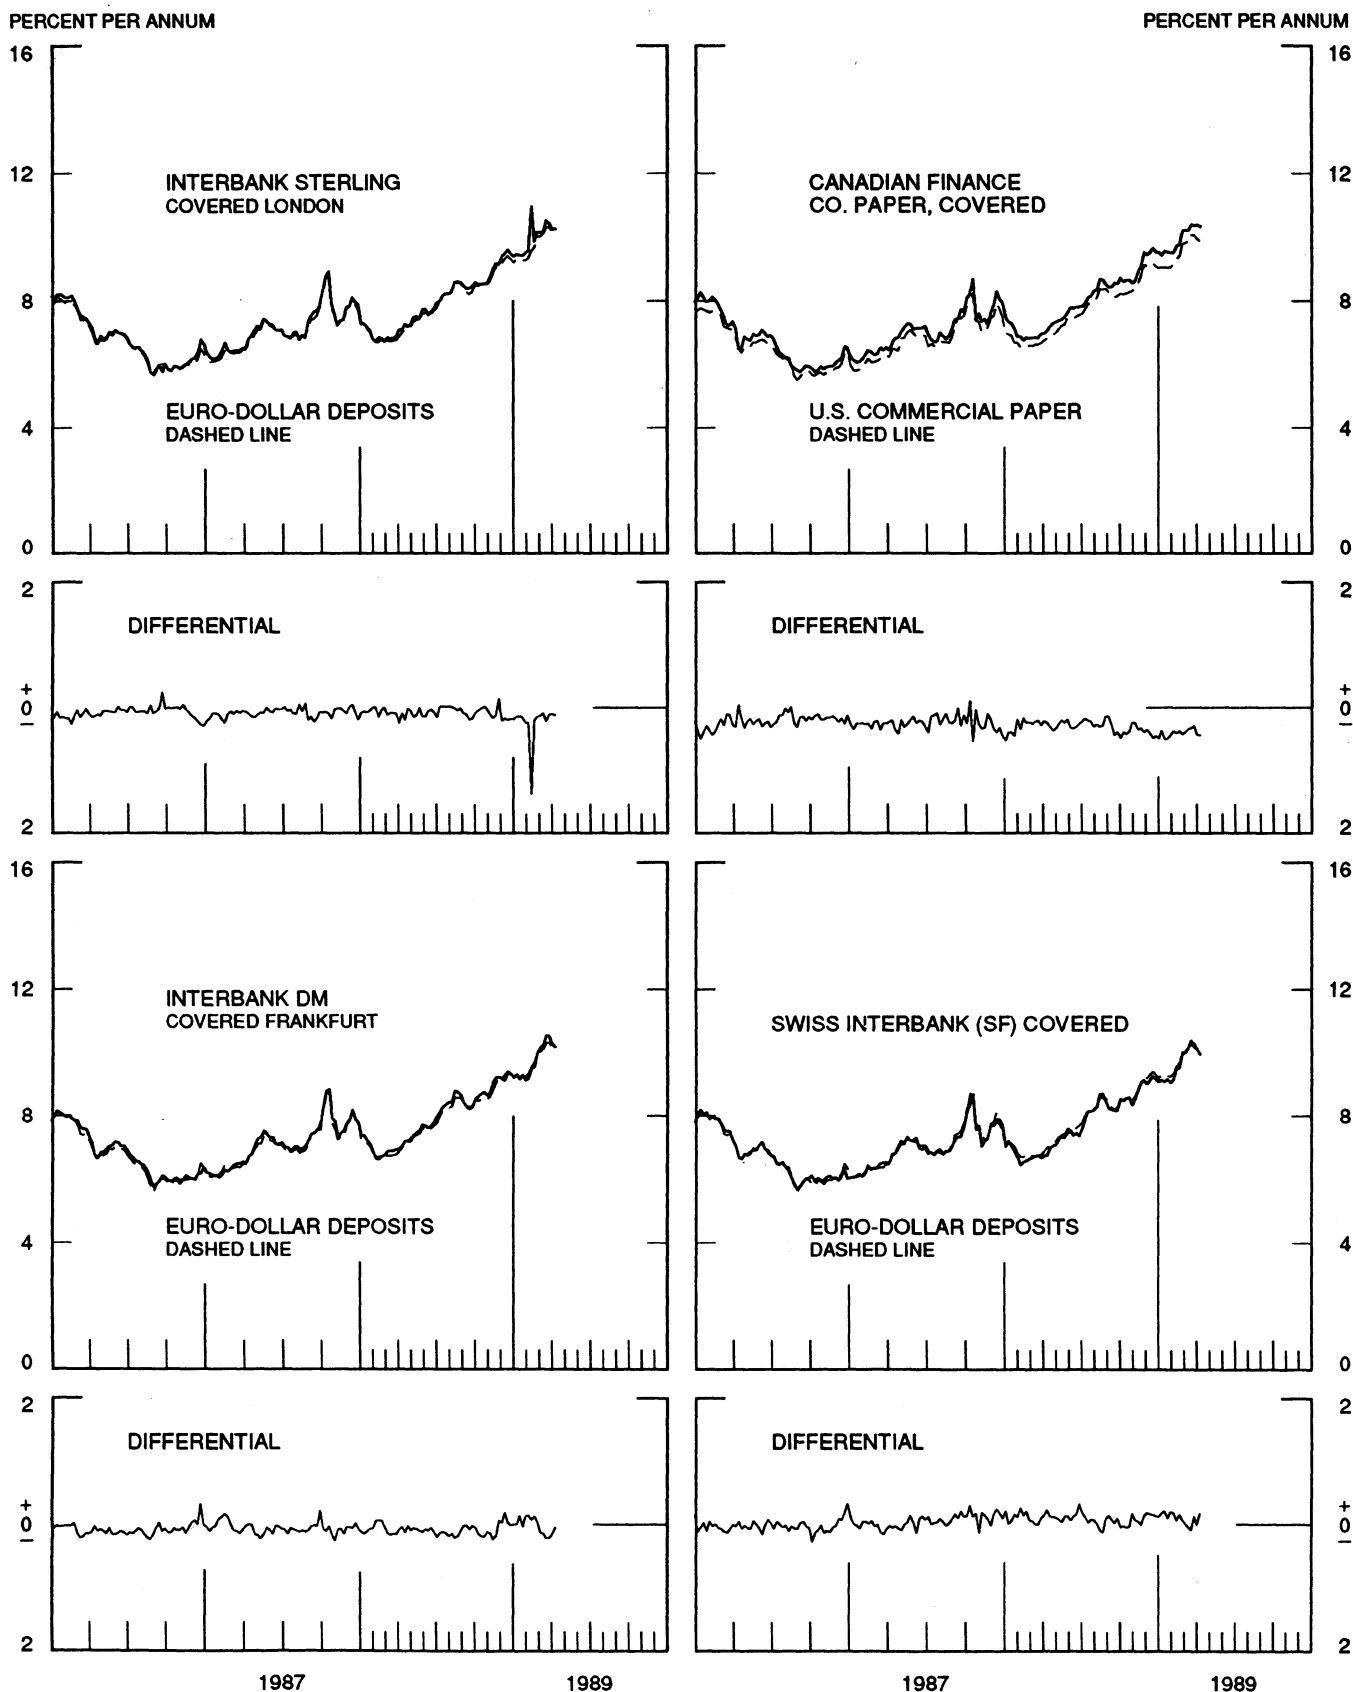 PERCENT PER ANNUM
PERCENT PER ANNUM
16
12
INTERBANK STERLING
COVERED LONDON
8
EURO-DOLLAR DEPOSITS
4
DASHED LINE
0
CANADIAN FINANCE
CO. PAPER, COVERED
U.S. COMMERCIAL PAPER
DASHED LINE
16
12
8
4
0
2
DIFFERENTIAL
+
0
−
2
DIFFERENTIAL
2
+
0
−
2
16
12
INTERBANK DM
COVERED FRANKFURT
8
EURO-DOLLAR DEPOSITS
4
DASHED LINE
0
SWISS INTERBANK (SF) COVERED
EURO-DOLLAR DEPOSITS
DASHED LINE
16
12
8
4
0
2
DIFFERENTIAL
+
0
−
2
DIFFERENTIAL
2
+
0
−
2
1987
1989
1987
1989